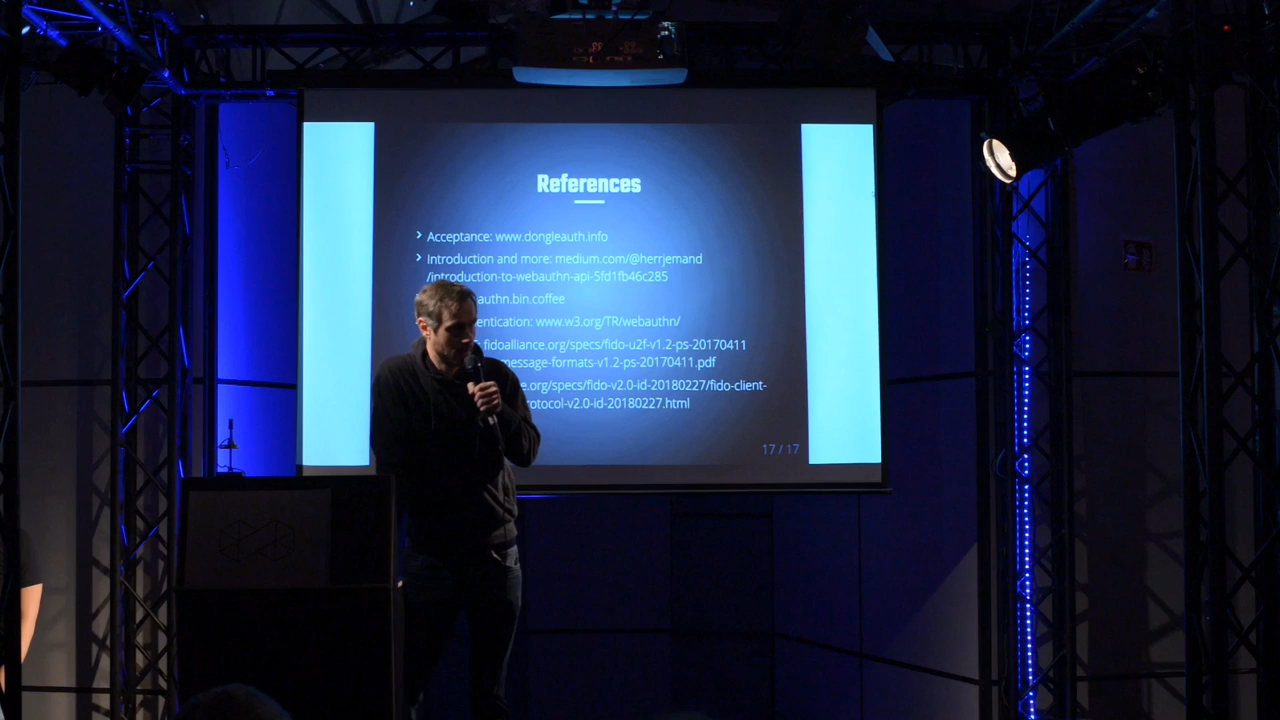 References
Acceptance: www.dongleauth.info
Introduction and more: medium.com/@herrjemand
/introduction-to-webauthn-api-5fd1fb46c285
authn.bin.coffee
entication: www.w3.org/TR/webauthn/
fidoalliance.org/specs/fido-u2f-v1.2-ps-20170411
message-formats-v1.2-ps-20170411.pdf
e.org/specs/fido-v2.0-id-20180227/fido-client-
otocol-v2.0-id-20180227.html
17 / 17